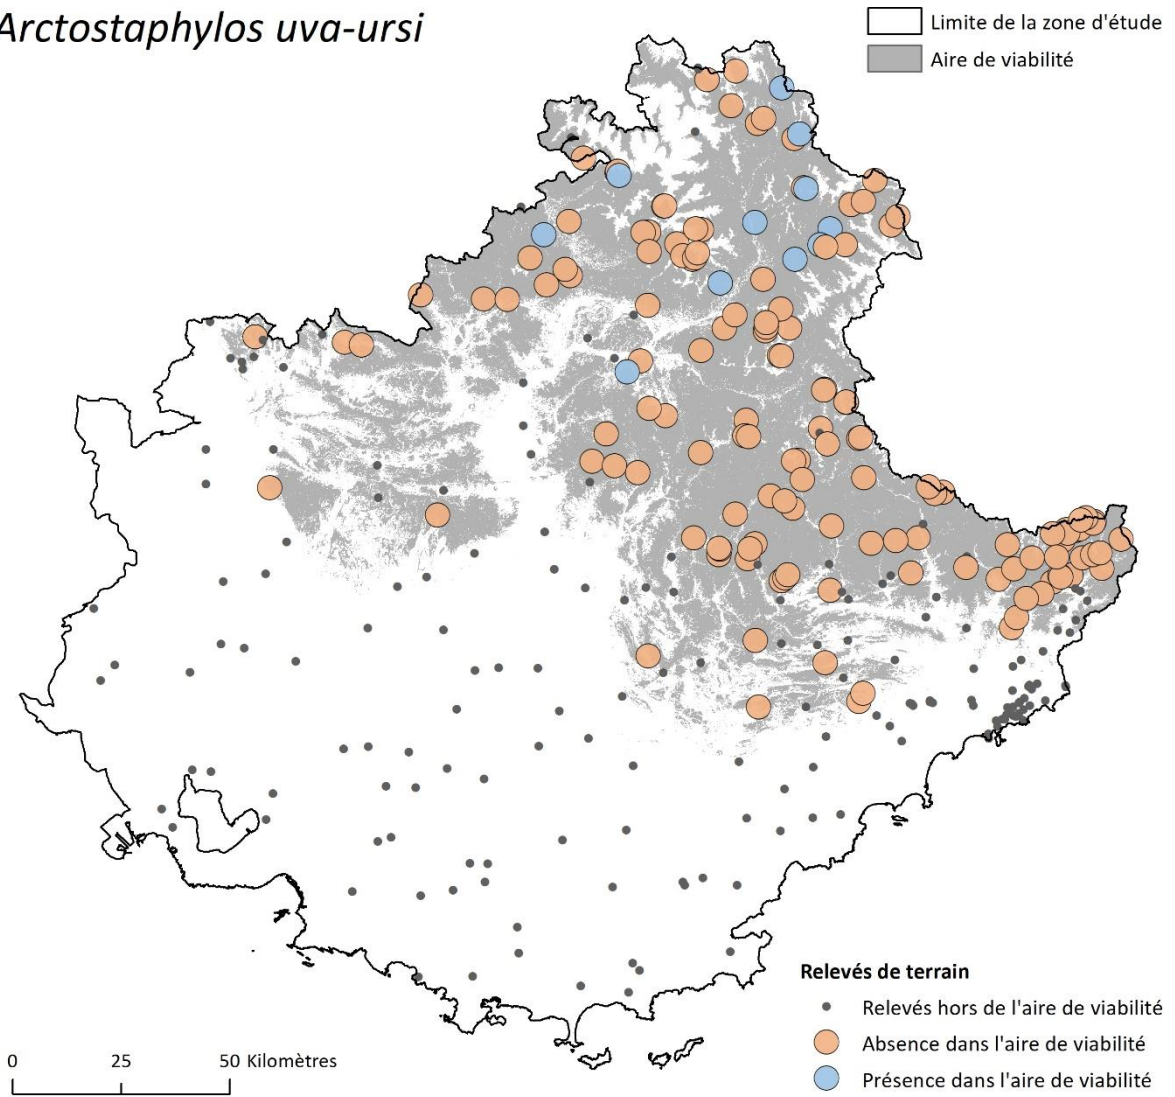 Arctostaphylos uva-ursi
Limite de la zone d'étude
Aire de viabilité
Relevés de terrain
Relevés hors de l'aire de viabilité
Absence dans l'aire de viabilité
Présence dans l'aire de viabilité
0 25 50 Kilomètres